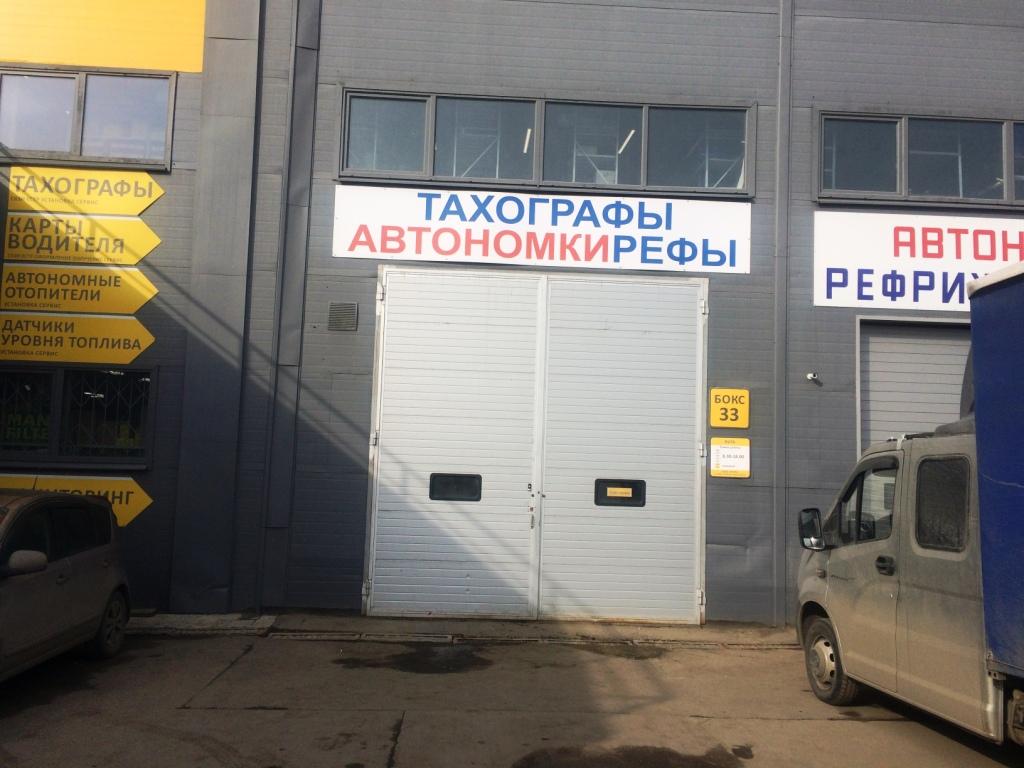 ТАХОГРАФЫ
КАРТЫ
ВОДИТЕЛЯ
АВТОНОМНЫЕ
ОТОПИТЕЛИ
УСТАНОВКА СЕРВИС
ДАТЧИКИ
УРОВНЯ ТОПЛИВА
УСТАНОВКА СЕРВИС
ТАХОГРАФЫ
АВТОНОМКИРЕФЫ
БОКС
33
АВТОН
РЕФРИ